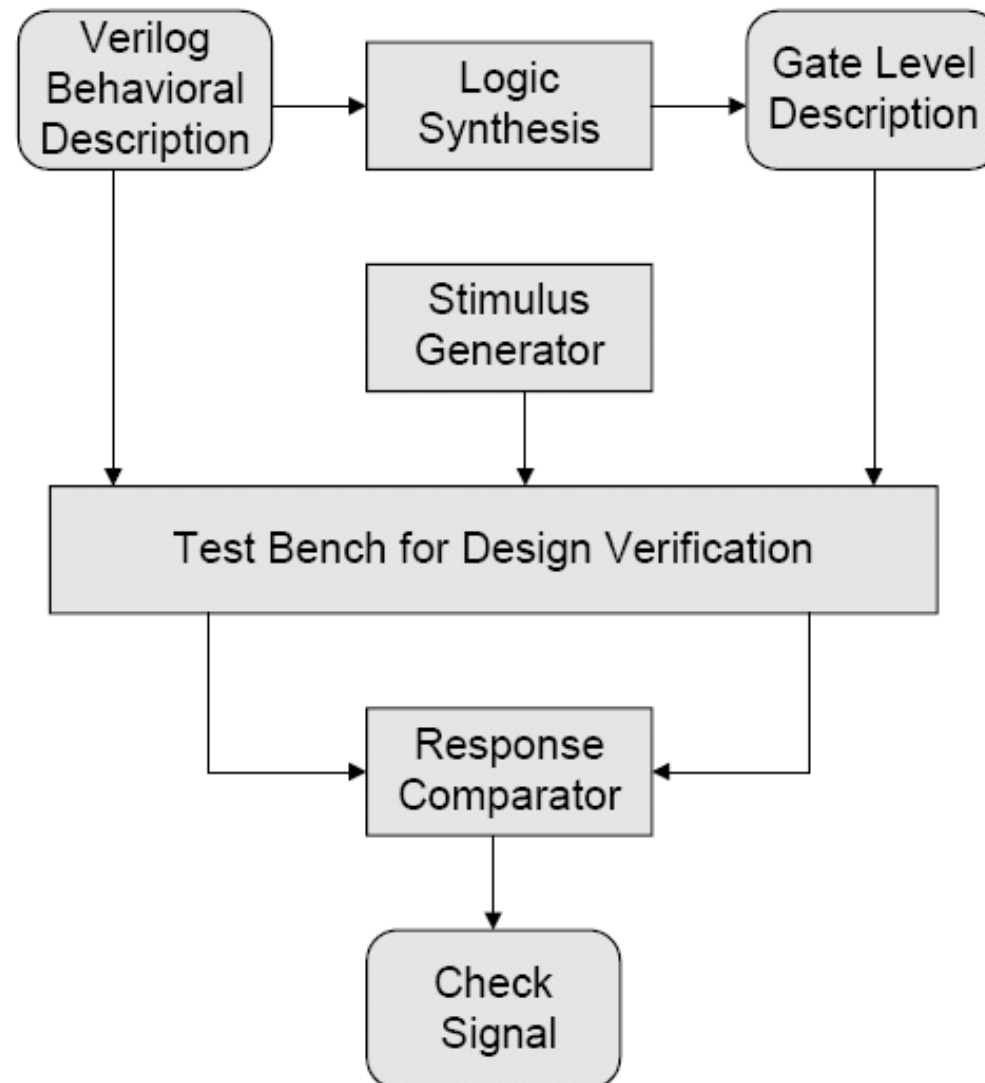 Verilog
Behavioral
Description
Logic
Synthesis
Gate Level
Description
Stimulus
Generator
Test Bench for Design Verification
Response
Comparator
Check
Signal